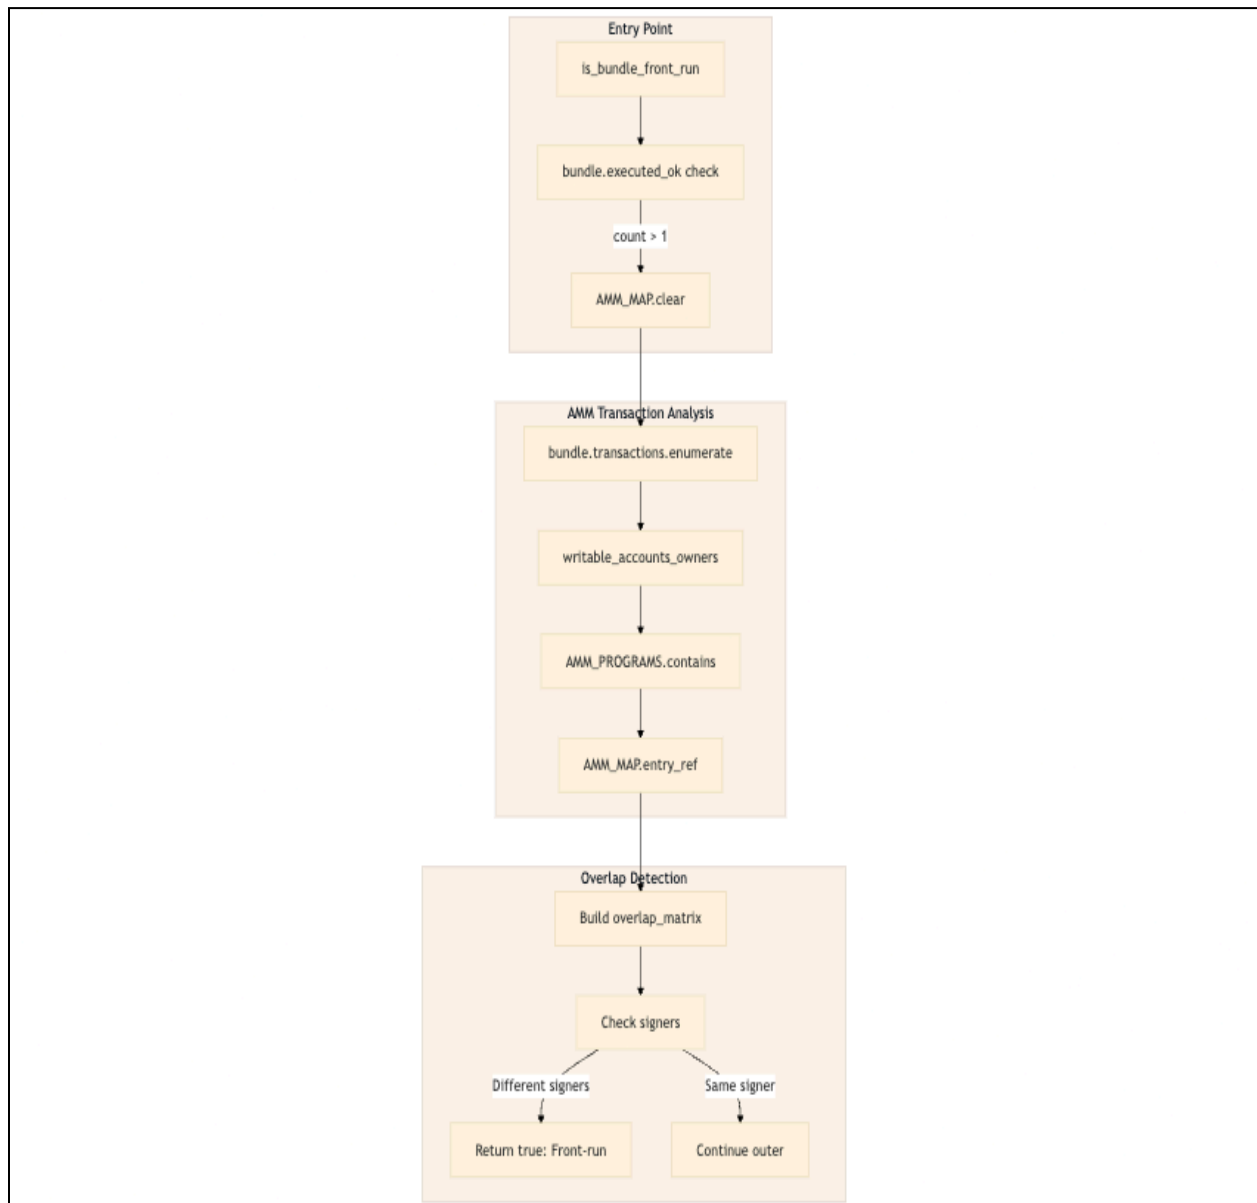 Entry Point
is_bundle_front_run
bundle.executed_ok check
count > 1
AMM_MAP.clear
AMM Transaction Analysis
bundle.transactions.enumerate
writable_accounts_owners
AMM_PROGRAMS.contains
AMM_MAP.entry_ref
Overlap Detection
Build overlap_matrix
Check signers
Different signers
Same signer
Return true: Front-run
Continue outer